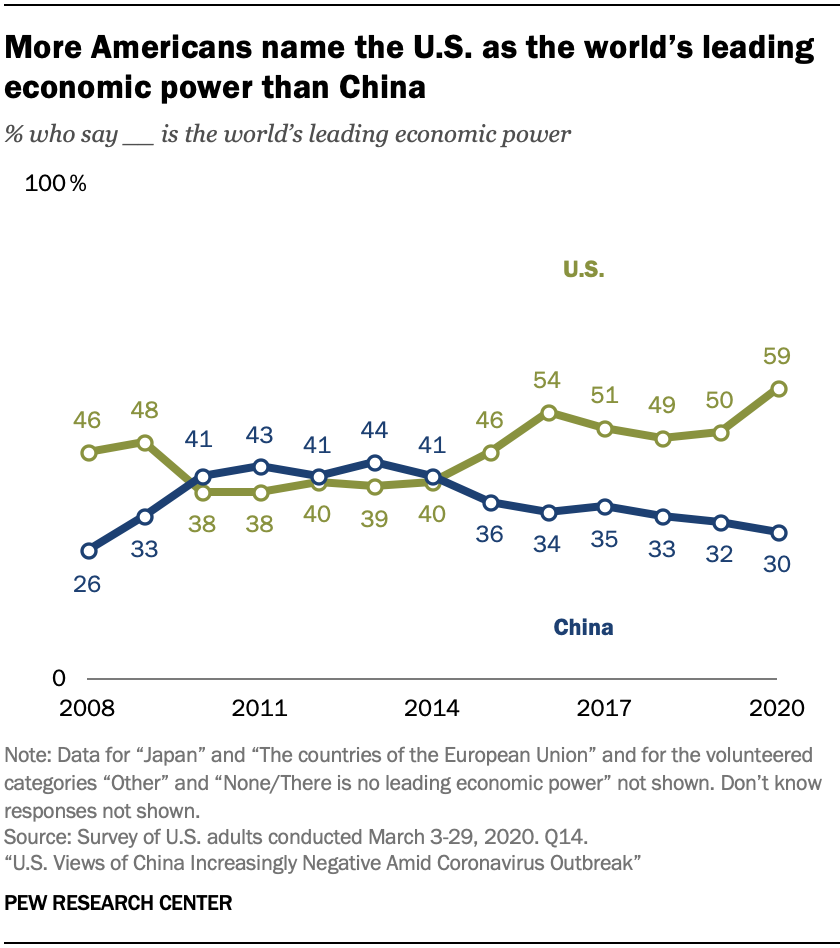 More Americans name the U.S. as the world’s leading
economic power than China
% who say __ is the world’s leading economic power
100%
U.S.
59
54
51
50
49
48
46
46
44
43
41
41
41
38
38
40
39
40
36
34
35
33
32
30
33
26
China
0
2008 2011 2014 2017 2020
Note: Data for “Japan” and “The countries of the European Union” and for the volunteered
categories “Other” and “None/There is no leading economic power” not shown. Don’t know
responses not shown.
Source: Survey of U.S. adults conducted March 3-29, 2020. Q14.
“U.S. Views of China Increasingly Negative Amid Coronavirus Outbreak”
PEW RESEARCH CENTER